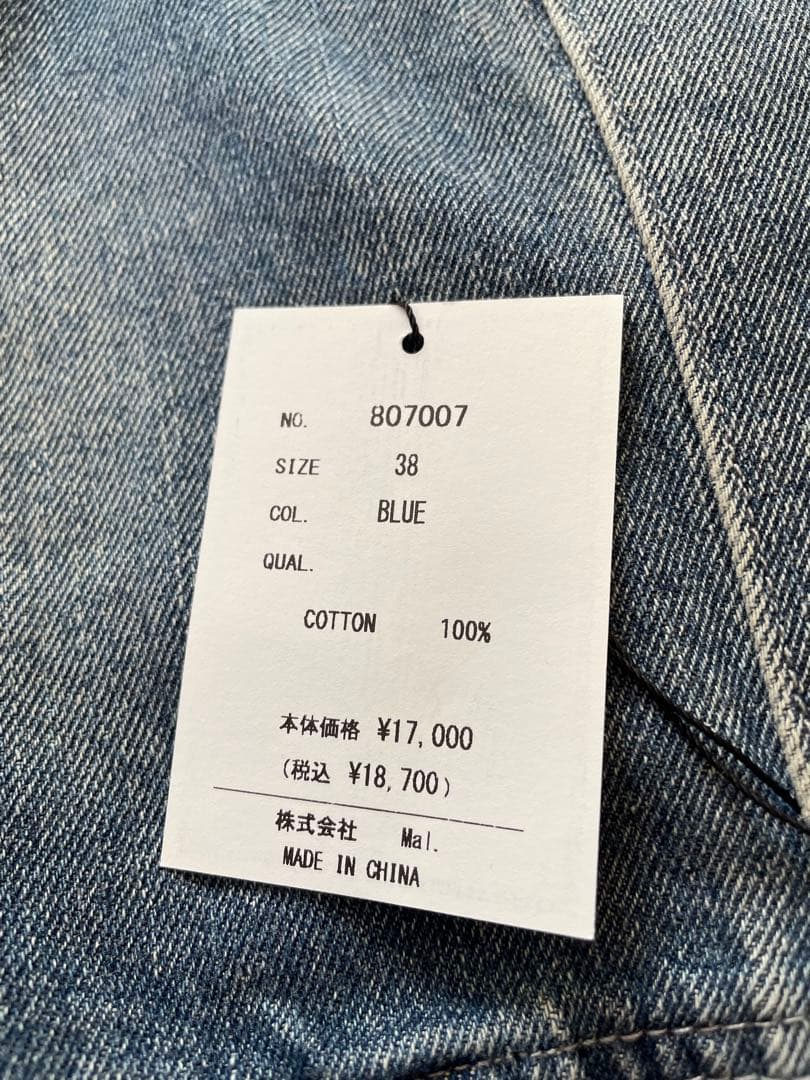 NO. 807007
SIZE 38
COL. BLUE
QUAL.
COTTON 100%
本体価格 ¥17,000
(税込 ¥18,700)
株式会社 Mal.
MADE IN CHINA